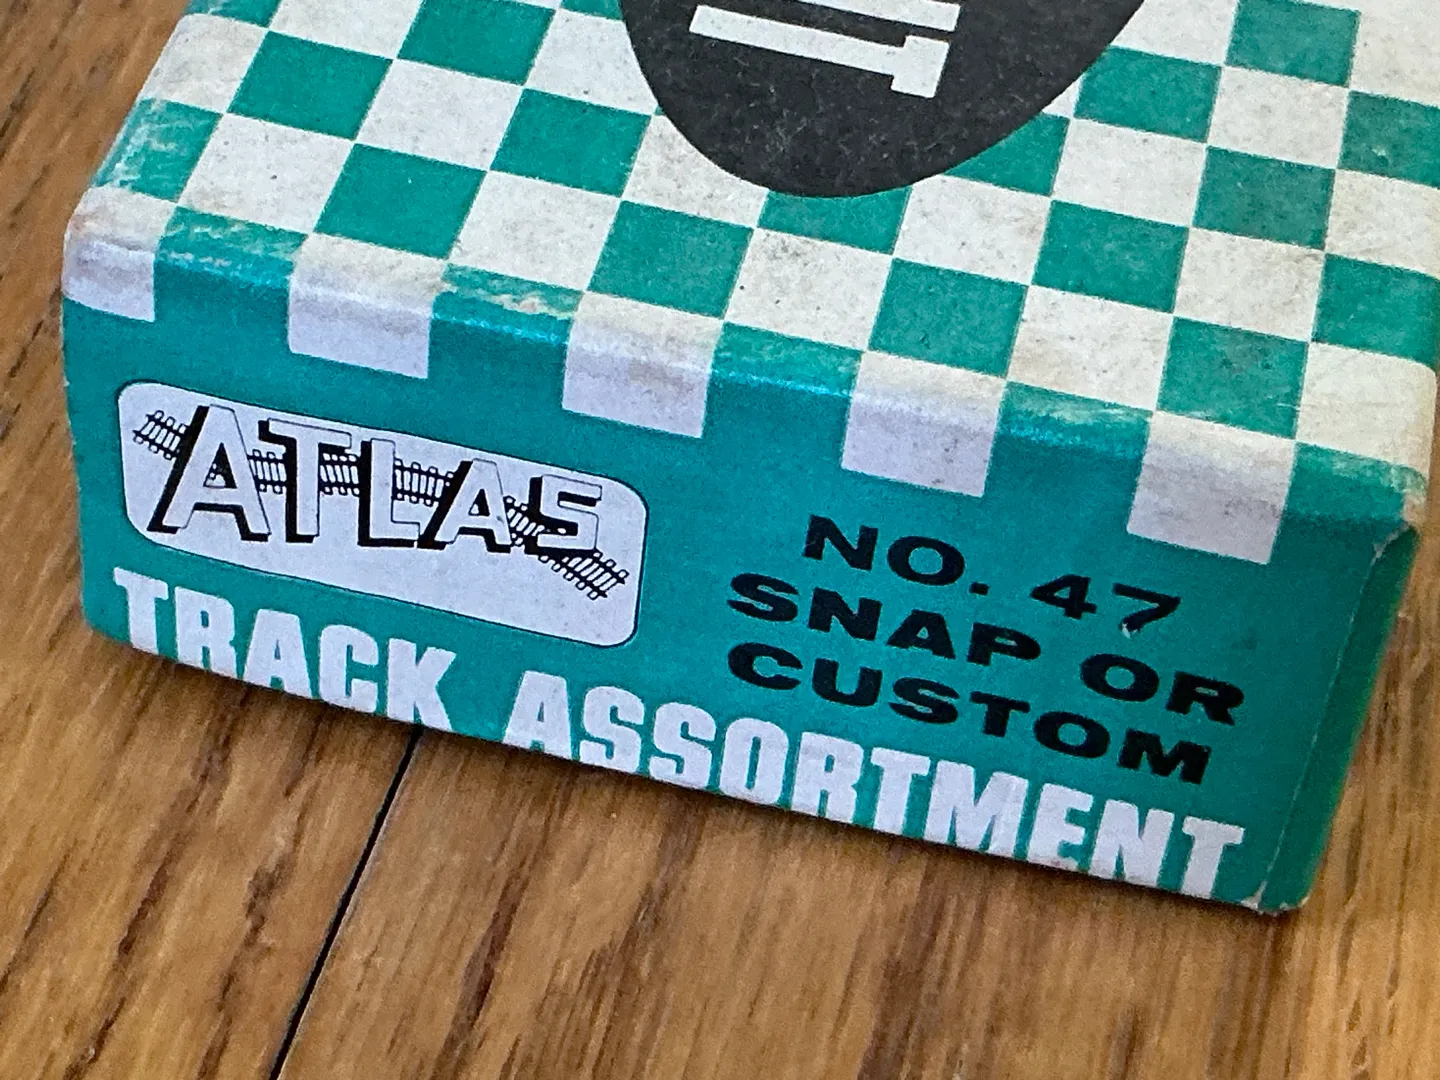 ATLAS
NO. 47
SNAP OR
CUSTOM
TRACK ASSORTMENT